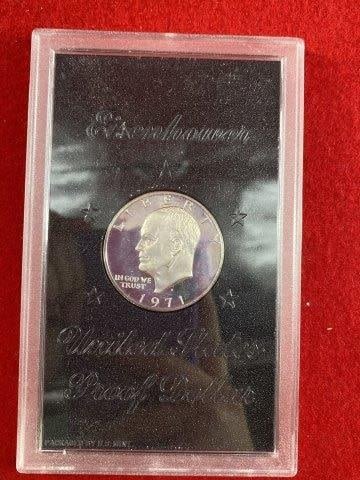 Eisenhower
LIBERTY
IN GOD WE
TRUST
1971
United States
Proof Dollar
PACKAGED BY U.S. MINT